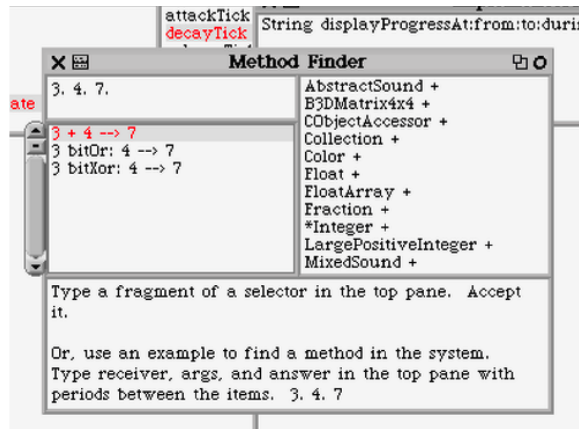 attackTick
decayTick
String displayProgressAt:from:to:durin
Method Finder
ate
3. 4. 7.
3 + 4 --> 7
3 bitOr: 4 --> 7
3 bitXor: 4 --> 7
AbstractSound +
B3DMatrix4x4 +
CObjectAccessor +
Collection +
Color +
Float +
FloatArray +
Fraction +
*Integer +
LargePositiveInteger +
MixedSound +
Type a fragment of a selector in the top pane.  Accept
it.
Or, use an example to find a method in the system.
Type receiver, args, and answer in the top pane with
periods between the items.  3. 4. 7